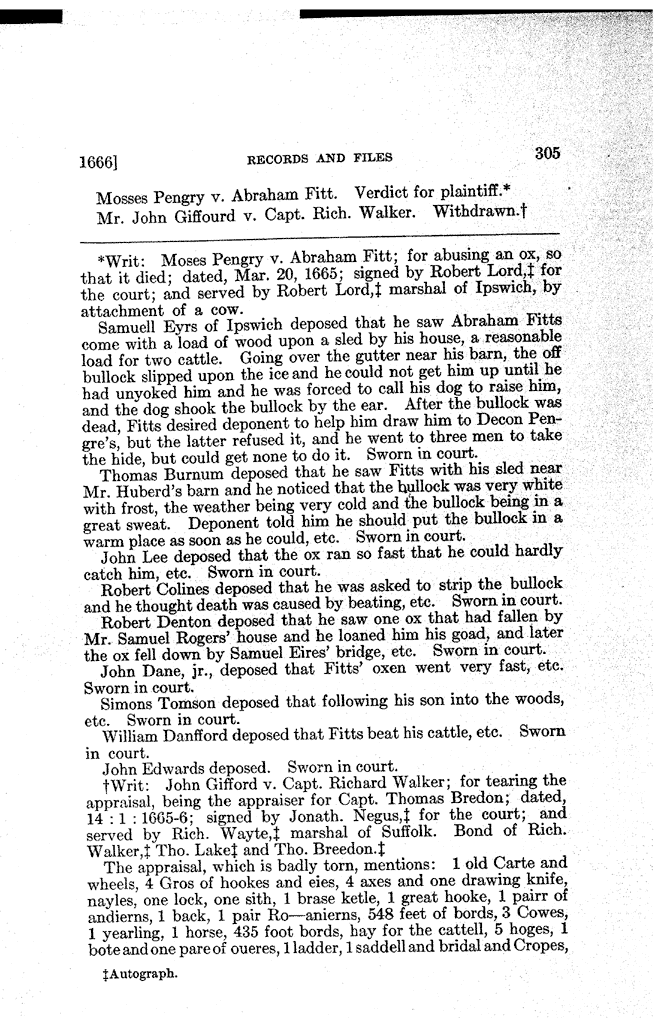 1666] RECORDS AND FILES 305
Mosses Pengry v. Abraham Fitt. Verdict for plaintiff.*
Mr. John Giffourd v. Capt. Rich. Walker. Withdrawn.†
*Writ: Moses Pengry v. Abraham Fitt; for abusing an ox, so
that it died; dated, Mar. 20, 1665; signed by Robert Lord,‡ for
the court; and served by Robert Lord,‡ marshal of Ipswich, by
attachment of a cow.
Samuell Eyrs of Ipswich deposed that he saw Abraham Fitts
come with a load of wood upon a sled by his house, a reasonable
load for two cattle. Going over the gutter near his barn, the off
bullock slipped upon the ice and he could not get him up until he
had unyoked him and he was forced to call his dog to raise him,
and the dog shook the bullock by the ear. After the bullock was
dead, Fitts desired deponent to help him draw him to Decon Pen-
gre's, but the latter refused it, and he went to three men to take
the hide, but could get none to do it. Sworn in court.
Thomas Burnum deposed that he saw Fitts with his sled near
Mr. Huberd's barn and he noticed that the bullock was very white
with frost, the weather being very cold and the bullock being in a
great sweat. Deponent told him he should put the bullock in a
warm place as soon as he could, etc. Sworn in court.
John Lee deposed that the ox ran so fast that he could hardly
catch him, etc. Sworn in court.
Robert Colines deposed that he was asked to strip the bullock
and he thought death was caused by beating, etc. Sworn in court.
Robert Denton deposed that he saw one ox that had fallen by
Mr. Samuel Rogers' house and he loaned him his goad, and later
the ox fell down by Samuel Eires' bridge, etc. Sworn in court.
John Dane, jr., deposed that Fitts' oxen went very fast, etc.
Sworn in court.
Simons Tomson deposed that following his son into the woods,
etc. Sworn in court.
William Danfford deposed that Fitts beat his cattle, etc. Sworn
in court.
John Edwards deposed. Sworn in court.
†Writ: John Gifford v. Capt. Richard Walker; for tearing the
appraisal, being the appraiser for Capt. Thomas Bredon; dated,
14 : 1 : 1665-6; signed by Jonath. Negus,‡ for the court; and
served by Rich. Wayte,‡ marshal of Suffolk. Bond of Rich.
Walker,‡ Tho. Lake‡ and Tho. Breedon.‡
The appraisal, which is badly torn, mentions: 1 old Carte and
wheels, 4 Gros of hookes and eies, 4 axes and one drawing knife,
nayles, one lock, one sith, 1 brase ketle, 1 great hooke, 1 pairr of
andierns, 1 back, 1 pair Ro—anierns, 548 feet of bords, 3 Cowes,
1 yearling, 1 horse, 435 foot bords, hay for the cattell, 5 hoges, 1
bote and one pare of oueres, 1 ladder, 1 saddell and bridal and Cropes,
‡Autograph.